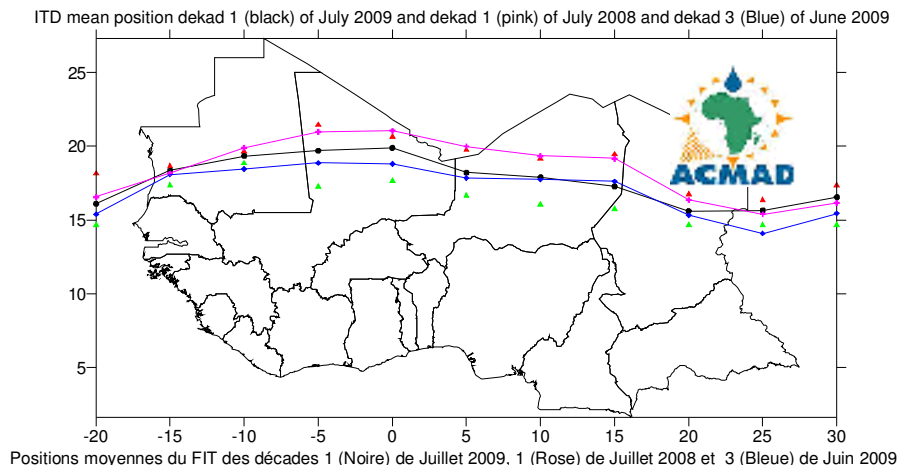 ITD mean position dekad 1 (black) of July 2009 and dekad 1 (pink) of July 2008 and dekad 3 (Blue) of June 2009
25
20
15
10
5
ACMAD
-20 -15 -10 -5 0 5 10 15 20 25 30
Positions moyennes du FIT des décades 1 (Noire) de Juillet 2009, 1 (Rose) de Juillet 2008 et 3 (Bleue) de Juin 2009